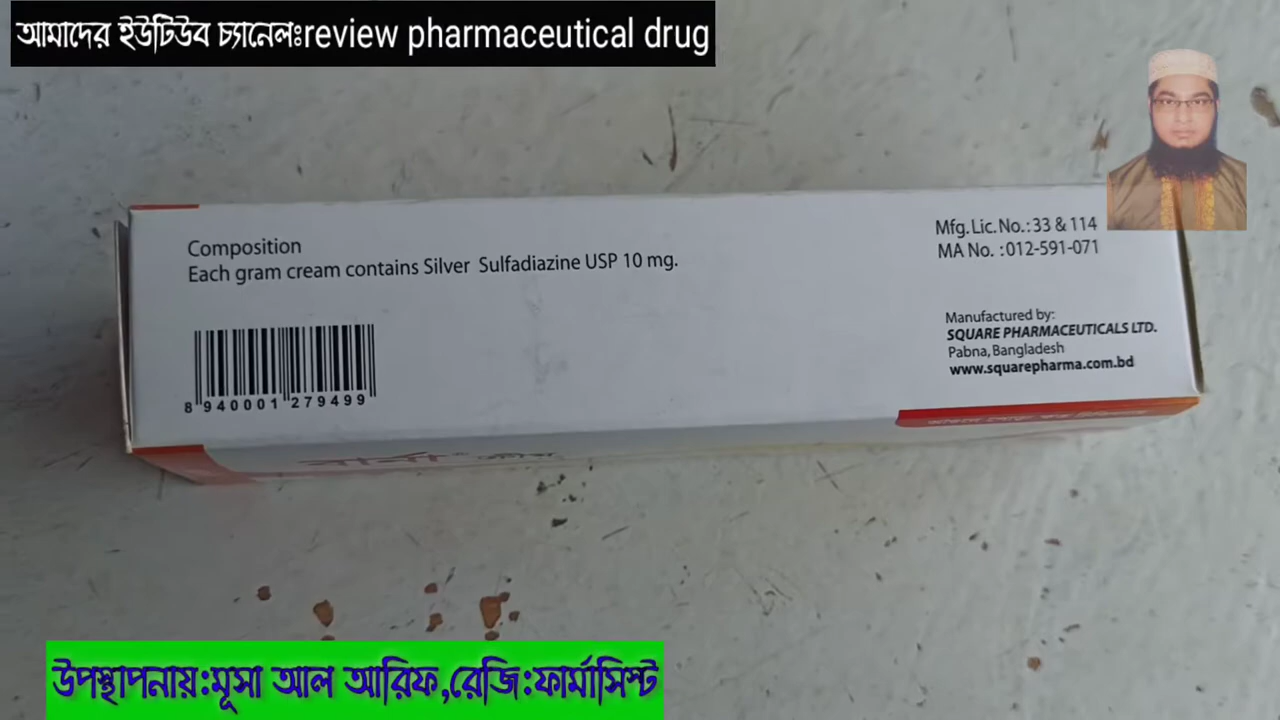 আমাদের ইউটিউব চ্যানেলঃreview pharmaceutical drug
Composition
Each gram cream contains Silver Sulfadiazine USP 10 mg.
8 940001 279499
Mfg. Lic. No. : 33 & 114
MA No. : 012-591-071
Manufactured by:
SQUARE PHARMACEUTICALS LTD.
Pabna, Bangladesh
www.squarepharma.com.bd
উপস্থাপনায়:মূসা আল আরিফ,রেজি:ফার্মাসিস্ট